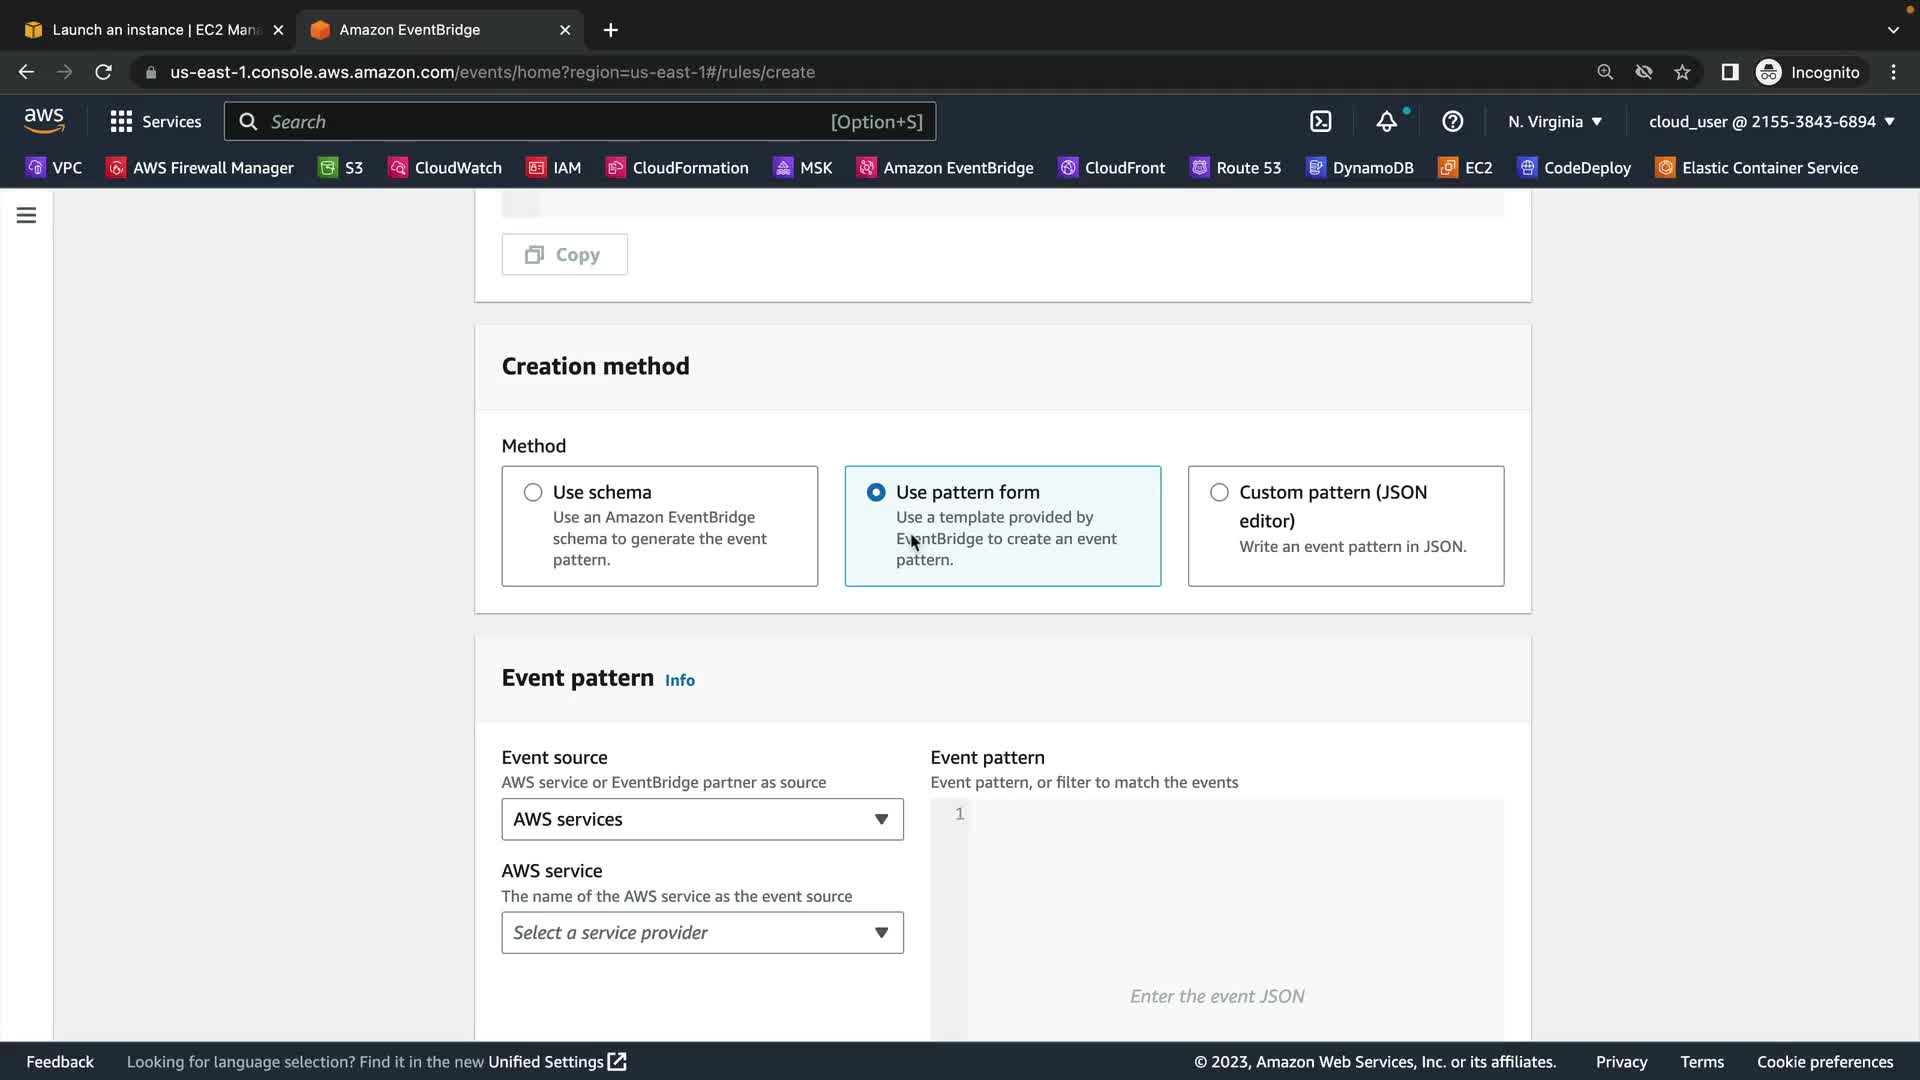 Launch an instance | EC2 Mana
Amazon EventBridge
us-east-1.console.aws.amazon.com/events/home?region=us-east-1#/rules/create
Incognito
aws
Services
Search
[Option+S]
N. Virginia
cloud_user @ 2155-3843-6894
VPC
AWS Firewall Manager
S3
CloudWatch
IAM
CloudFormation
MSK
Amazon EventBridge
CloudFront
Route 53
DynamoDB
EC2
CodeDeploy
Elastic Container Service
Copy
Creation method
Method
Use schema
Use an Amazon EventBridge
schema to generate the event
pattern.
Use pattern form
Use a template provided by
EventBridge to create an event
pattern.
Custom pattern (JSON
editor)
Write an event pattern in JSON.
Event pattern Info
Event source
AWS service or EventBridge partner as source
AWS services
AWS service
The name of the AWS service as the event source
Select a service provider
Event pattern
Event pattern, or filter to match the events
1
Enter the event JSON
Feedback
Looking for language selection? Find it in the new Unified Settings
© 2023, Amazon Web Services, Inc. or its affiliates.
Privacy
Terms
Cookie preferences